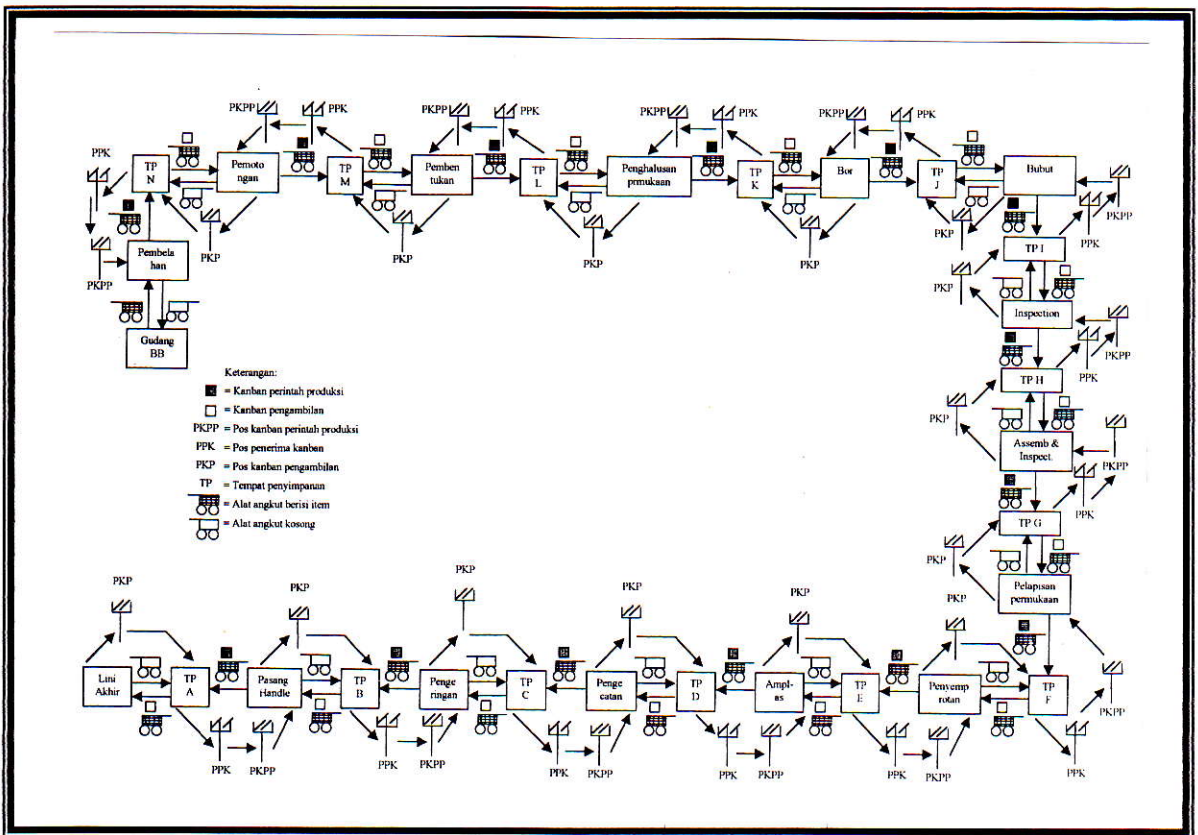 PKPP
PPK
PKPP
PPK
PKPP
PPK
PKPP
PPK
PPK
TP
N
Pemoto
ngan
TP
M
Pemben
tukan
TP
L
Penghalusan
prmukaan
TP
K
Bor
TP
J
Bubut
PKPP
PKP
PKP
PKP
PKP
PKP
Pembela
han
PKPP
TP I
PPK
PKP
Gudang
BB
Inspection
PKPP
PPK
TP H
PKP
Assemb &
Inspect.
PKPP
TP G
PPK
PKP
Pelapisan
permukaan
Keterangan:
= Kanban perintah produksi
= Kanban pengambilan
PKPP = Pos kanban perintah produksi
PPK = Pos penerima kanban
PKP = Pos kanban pengambilan
TP = Tempat penyimpanan
= Alat angkut berisi item
= Alat angkut kosong
PKP
PKP
PKP
PKP
PKP
PKP
Lini
Akhir
TP
A
Pasang
Handle
TP
B
Penge
ringan
TP
C
Penge
catan
TP
D
Ampl-
as
TP
E
Penyemp
rotan
TP
F
PKPP
PPK
PKPP
PPK
PKPP
PPK
PKPP
PPK
PKPP
PPK
PKPP
PPK